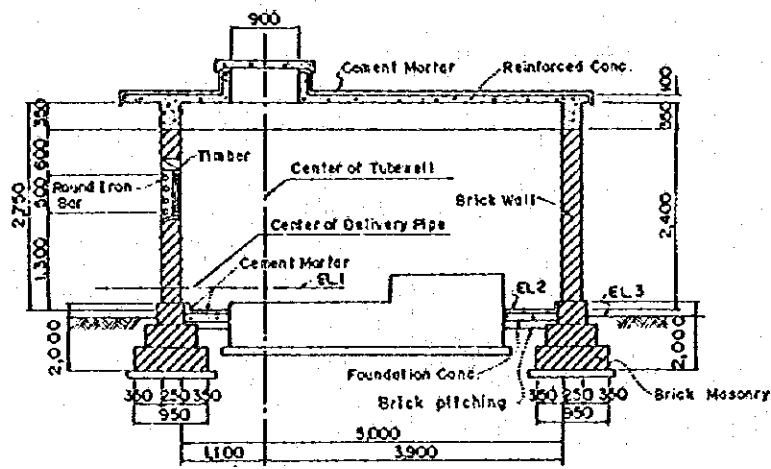 900
Cement Mortar
Reinforced Conc.
100
350
350
600
Timber
Center of Tubewell
500
Round Iron
Bar
2,750
Brick Wall
2,400
Center of Delivery Pipe
1,300
Cement Mortar
EL.1
EL.2
EL.3
2,000
2,000
Foundation Conc.
350 250 350
350 250 350
Brick pitching
Brick Masonry
950
950
5,000
1,100
3,900